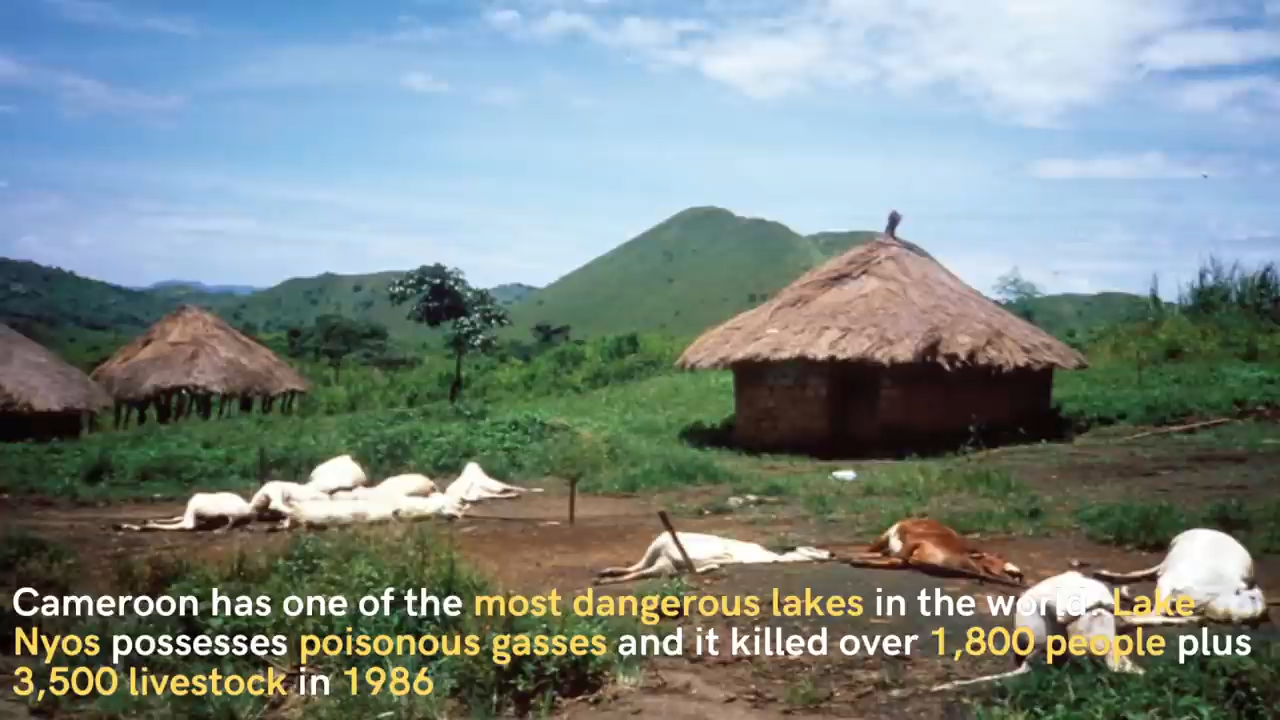 Cameroon has one of the most dangerous lakes in the world. Lake
Nyos possesses poisonous gasses and it killed over 1,800 people plus
3,500 livestock in 1986